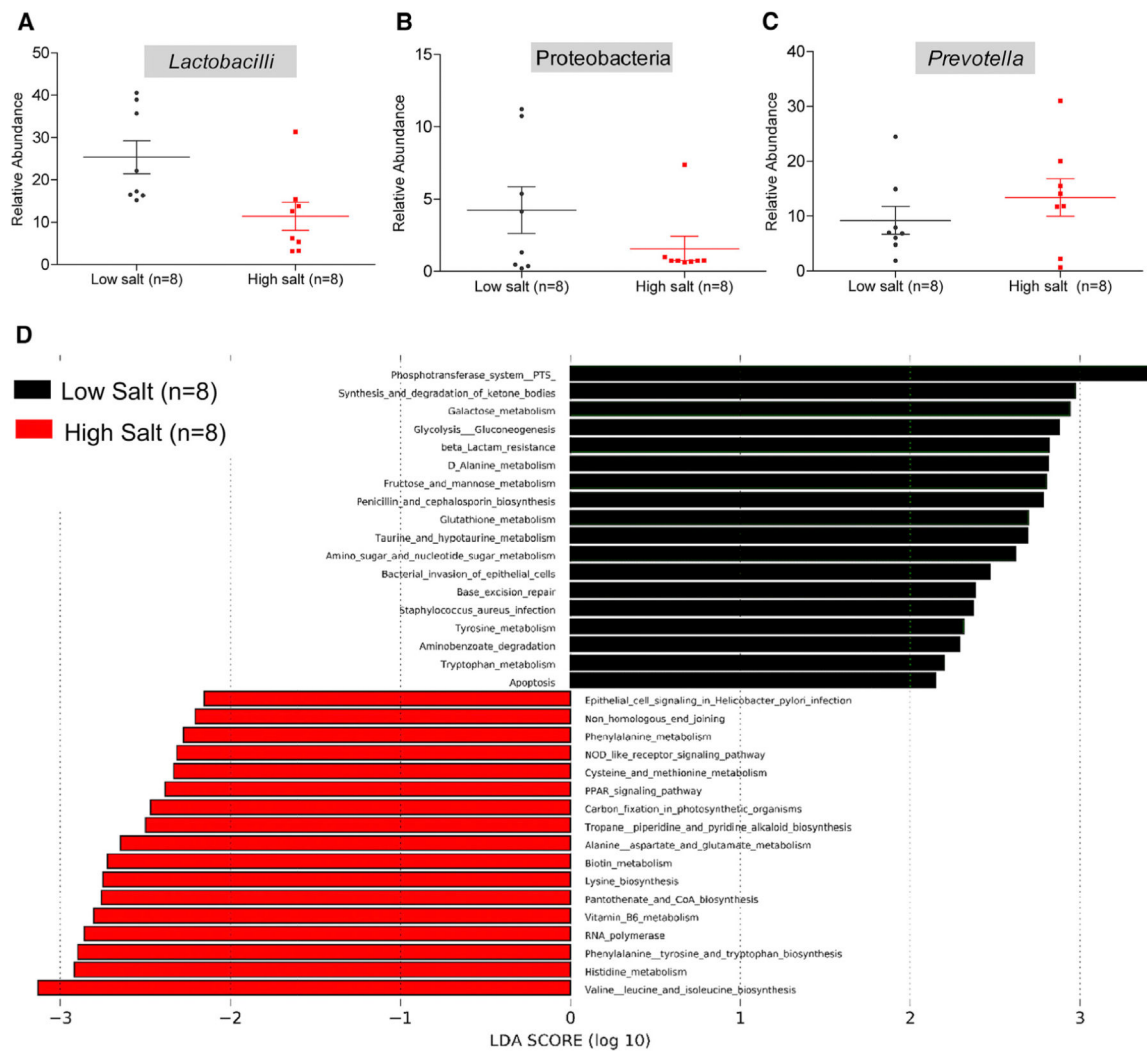 A
B
C
Lactobacilli
Proteobacteria
Prevotella
Relative Abundance
50
40
30
20
10
0
Low salt (n=8)
High salt (n=8)
Relative Abundance
15
10
5
0
Low salt (n=8)
High salt (n=8)
Relative Abundance
40
30
20
10
0
Low salt (n=8)
High salt (n=8)
D
Low Salt (n=8)
High Salt (n=8)
Phosphotransferase_system__PTS_
Synthesis_and_degradation_of_ketone_bodies
Galactose_metabolism
Glycolysis___Gluconeogenesis
beta_Lactam_resistance
D_Alanine_metabolism
Fructose_and_mannose_metabolism
Penicillin_and_cephalosporin_biosynthesis
Glutathione_metabolism
Taurine_and_hypotaurine_metabolism
Amino_sugar_and_nucleotide_sugar_metabolism
Bacterial_invasion_of_epithelial_cells
Base_excision_repair
Staphylococcus_aureus_infection
Tyrosine_metabolism
Aminobenzoate_degradation
Tryptophan_metabolism
Apoptosis
Epithelial_cell_signaling_in_Helicobacter_pylori_infection
Non_homologous_end_joining
Phenylalanine_metabolism
NOD_like_receptor_signaling_pathway
Cysteine_and_methionine_metabolism
PPAR_signaling_pathway
Carbon_fixation_in_photosynthetic_organisms
Tropane__piperidine_and_pyridine_alkaloid_biosynthesis
Alanine__aspartate_and_glutamate_metabolism
Biotin_metabolism
Lysine_biosynthesis
Pantothenate_and_CoA_biosynthesis
Vitamin_B6_metabolism
RNA_polymerase
Phenylalanine__tyrosine_and_tryptophan_biosynthesis
Histidine_metabolism
Valine__leucine_and_isoleucine_biosynthesis
−3 −2 −1 0 1 2 3
LDA SCORE (log 10)